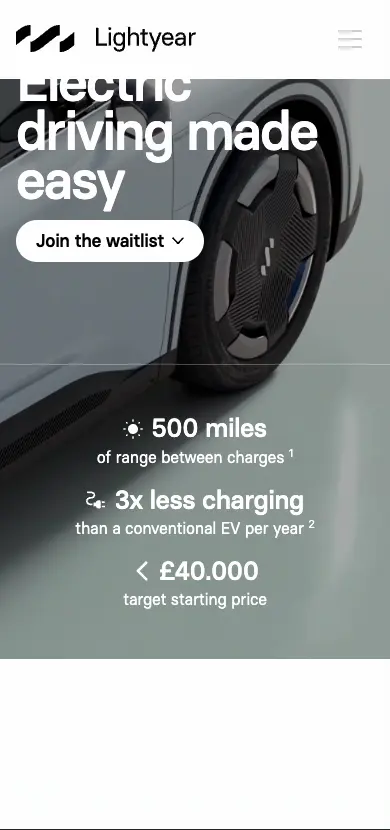 Lightyear
Electric
driving made
easy
Join the waitlist
500 miles
of range between charges 1
3x less charging
than a conventional EV per year 2
< £40.000
target starting price